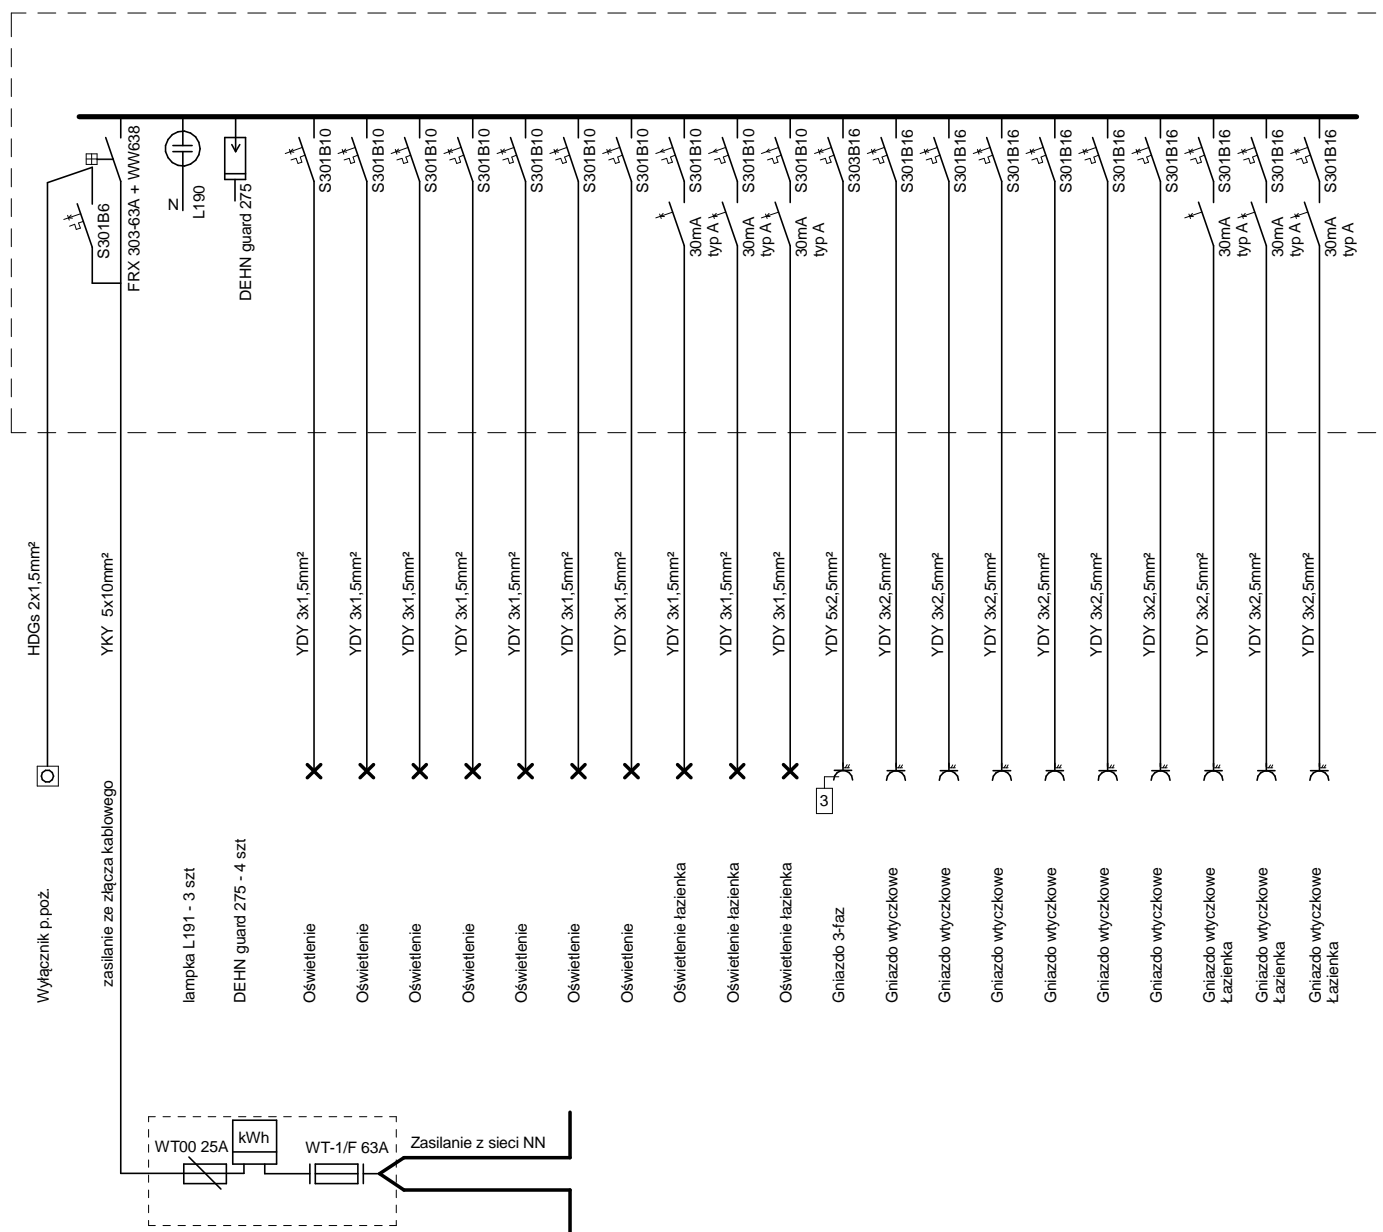 S301B6
FRX 303-63A + WW638
N
L190
DEHN guard 275
S301B10
S301B10
S301B10
S301B10
S301B10
S301B10
S301B10
S301B10
S301B10
S301B10
S303B16
S301B16
S301B16
S301B16
S301B16
S301B16
S301B16
S301B16
S301B16
S301B16
30mA
typ A
30mA
typ A
30mA
typ A
30mA
typ A
30mA
typ A
30mA
typ A
HDGs 2x1,5mm²
YKY 5x10mm²
YDY 3x1,5mm²
YDY 3x1,5mm²
YDY 3x1,5mm²
YDY 3x1,5mm²
YDY 3x1,5mm²
YDY 3x1,5mm²
YDY 3x1,5mm²
YDY 3x1,5mm²
YDY 3x1,5mm²
YDY 3x1,5mm²
YDY 5x2,5mm²
YDY 3x2,5mm²
YDY 3x2,5mm²
YDY 3x2,5mm²
YDY 3x2,5mm²
YDY 3x2,5mm²
YDY 3x2,5mm²
YDY 3x2,5mm²
YDY 3x2,5mm²
YDY 3x2,5mm²
3
Wyłącznik p.poż.
zasilanie ze złącza kablowego
lampka L191 - 3 szt
DEHN guard 275 - 4 szt
Oświetlenie
Oświetlenie
Oświetlenie
Oświetlenie
Oświetlenie
Oświetlenie
Oświetlenie
Oświetlenie łazienka
Oświetlenie łazienka
Oświetlenie łazienka
Gniazdo 3-faz
Gniazdo wtyczkowe
Gniazdo wtyczkowe
Gniazdo wtyczkowe
Gniazdo wtyczkowe
Gniazdo wtyczkowe
Gniazdo wtyczkowe
Gniazdo wtyczkowe
Łazienka
Gniazdo wtyczkowe
Łazienka
Gniazdo wtyczkowe
Łazienka
WT00 25A
kWh
WT-1/F 63A
Zasilanie z sieci NN